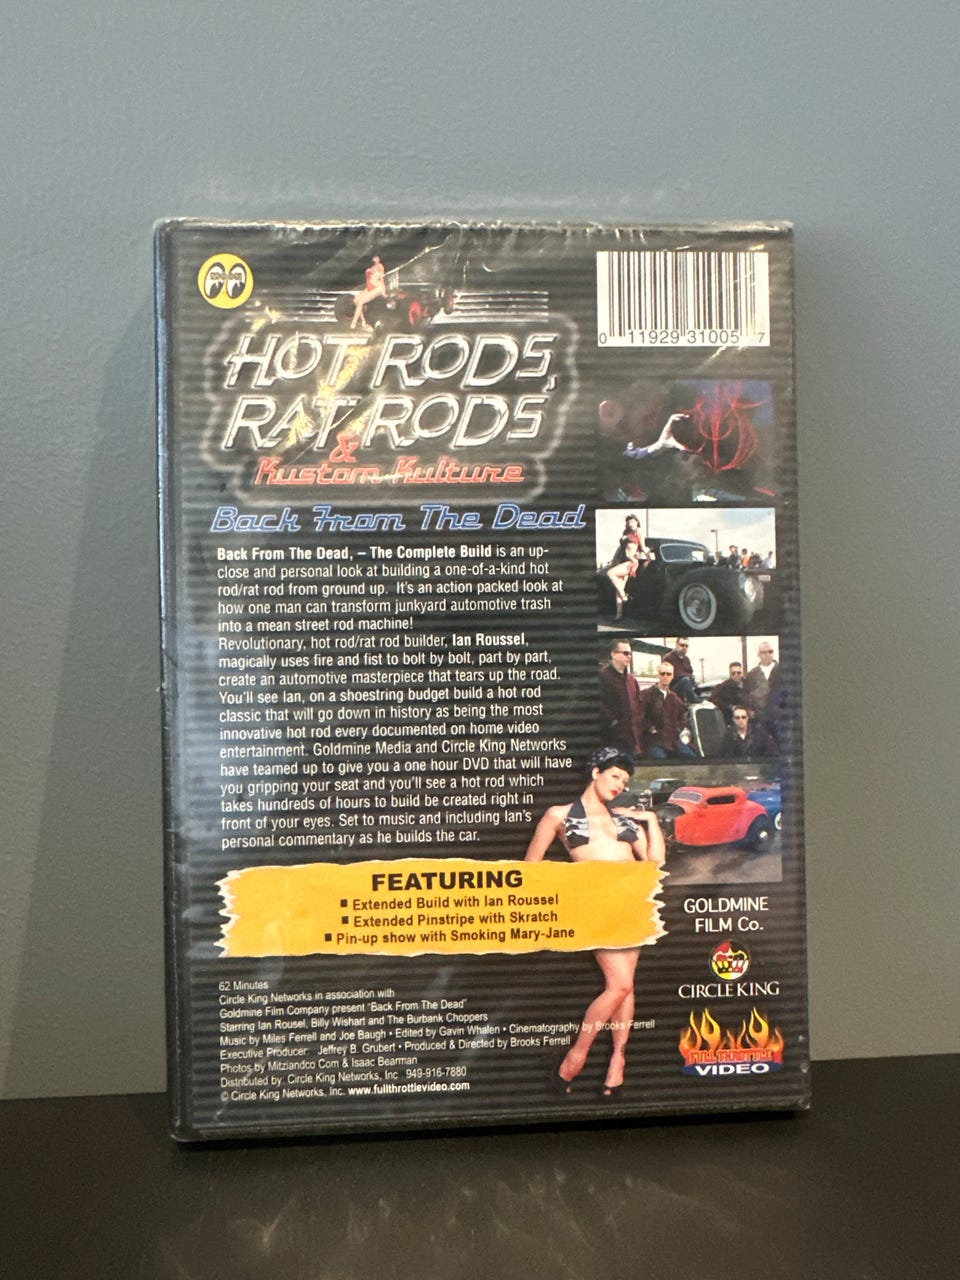 MOON
0 11929 31005 7
HOT RODS,
RAT RODS
&
Kustom Kulture
Back From The Dead
Back From The Dead, – The Complete Build is an up-
close and personal look at building a one-of-a-kind hot
rod/rat rod from ground up. It's an action packed look at
how one man can transform junkyard automotive trash
into a mean street rod machine!
Revolutionary, hot rod/rat rod builder, Ian Roussel,
magically uses fire and fist to bolt by bolt, part by part,
create an automotive masterpiece that tears up the road.
You'll see Ian, on a shoestring budget build a hot rod
classic that will go down in history as being the most
innovative hot rod every documented on home video
entertainment. Goldmine Media and Circle King Networks
have teamed up to give you a one hour DVD that will have
you gripping your seat and you'll see a hot rod which
takes hundreds of hours to build be created right in
front of your eyes. Set to music and including Ian's
personal commentary as he builds the car.
FEATURING
■ Extended Build with Ian Roussel
■ Extended Pinstripe with Skratch
■ Pin-up show with Smoking Mary-Jane
GOLDMINE
FILM Co.
CIRCLE KING
FULL THROTTLE
VIDEO
62 Minutes
Circle King Networks in association with
Goldmine Film Company present "Back From The Dead"
Starring Ian Rousel, Billy Wishart and The Burbank Choppers
Music by Miles Ferrell and Joe Baugh • Edited by Gavin Whalen • Cinematography by Brooks Ferrell
Executive Producer: Jeffrey B. Grubert • Produced & Directed by Brooks Ferrell
Photos by Mitziandco Com & Isaac Bearman
Distributed by: Circle King Networks, Inc 949-916-7880
© Circle King Networks, Inc. www.fullthrottlevideo.com